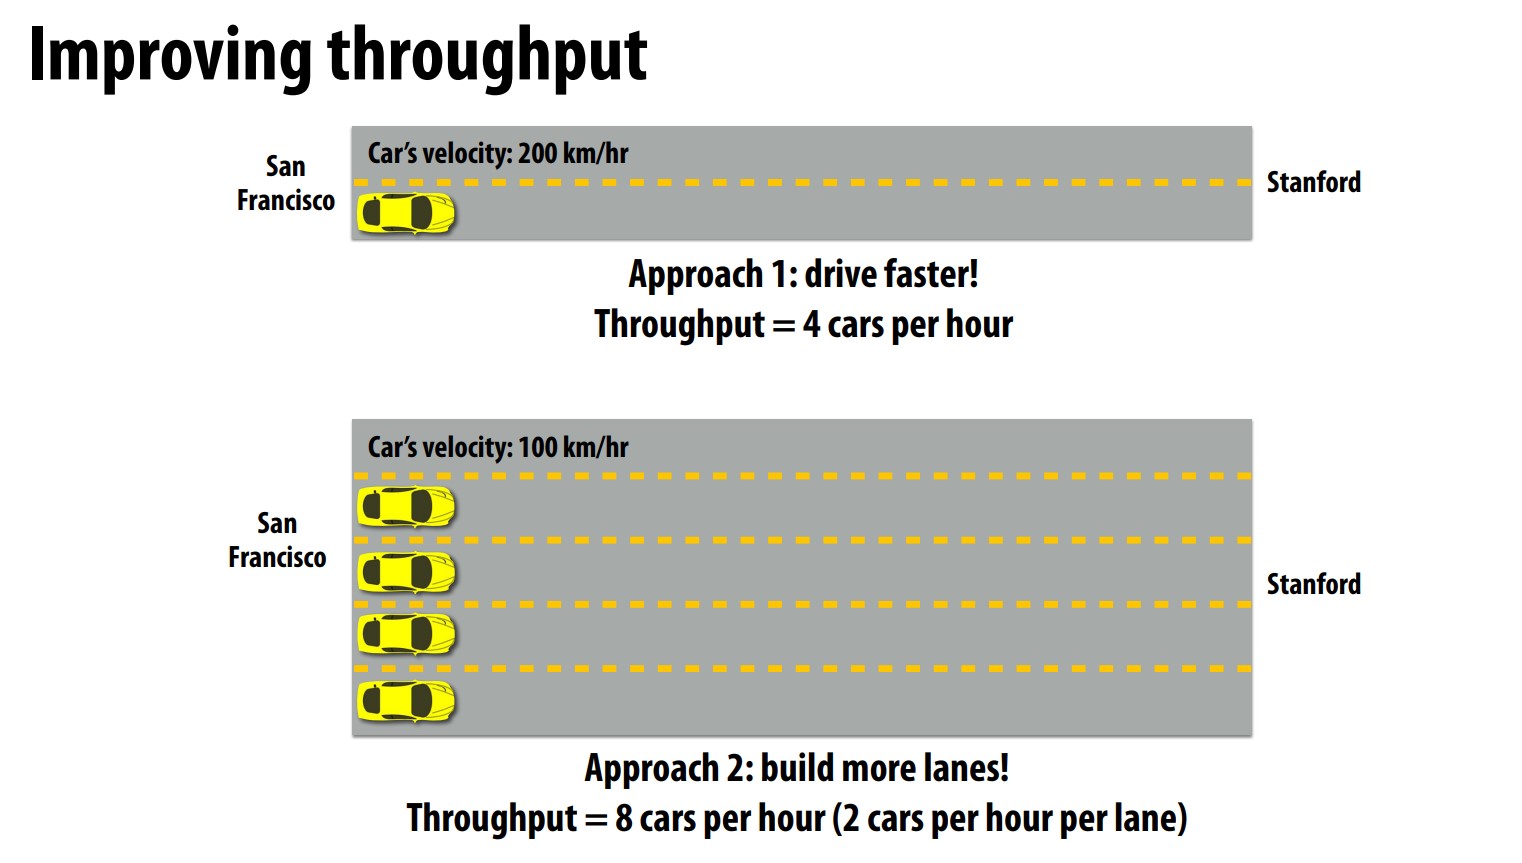 Improving throughput
Car's velocity: 200 km/hr
San
Francisco
Stanford
Approach 1: drive faster!
Throughput = 4 cars per hour
Car's velocity: 100 km/hr
San
Francisco
Stanford
Approach 2: build more lanes!
Throughput = 8 cars per hour (2 cars per hour per lane)